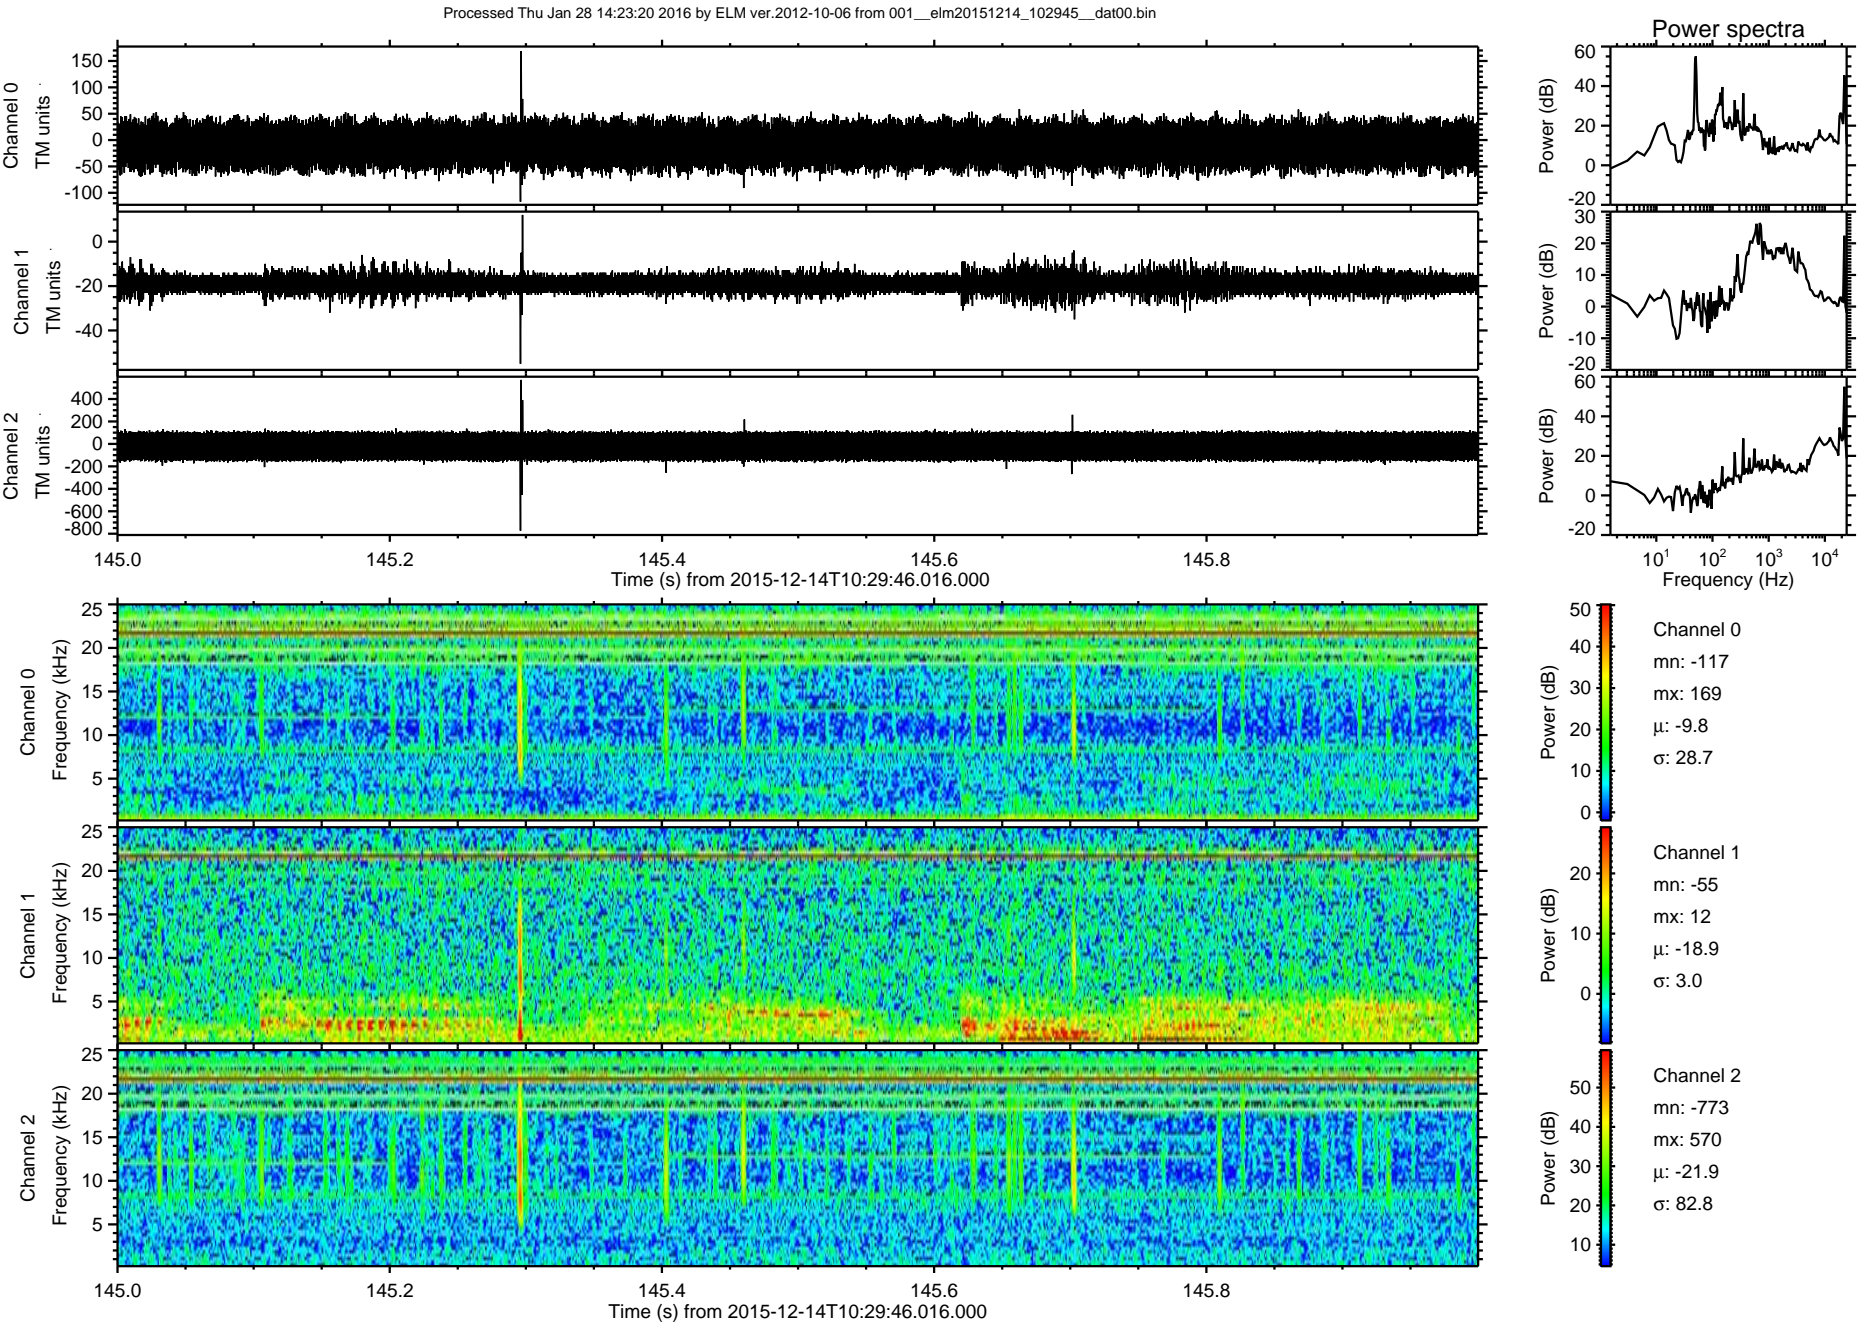 Processed Thu Jan 28 14:23:20 2016 by ELM ver.2012-10-06 from 001__elm20151214_102945__dat00.bin
Power spectra
Channel 0
TM units
150
100
50
0
-50
-100
Power (dB)
60
40
20
0
-20
Channel 1
TM units
0
-20
-40
Power (dB)
30
20
10
0
-10
-20
Channel 2
TM units
400
200
0
-200
-400
-600
-800
Power (dB)
60
40
20
0
-20
145.0 145.2 145.4 145.6 145.8
Time (s) from 2015-12-14T10:29:46.016.000
10¹ 10² 10³ 10⁴
Frequency (Hz)
Channel 0
Frequency (kHz)
25
20
15
10
5
Power (dB)
50
40
30
20
10
0
Channel 0
mn: -117
mx: 169
µ: -9.8
σ: 28.7
Channel 1
Frequency (kHz)
25
20
15
10
5
Power (dB)
20
10
0
Channel 1
mn: -55
mx: 12
µ: -18.9
σ: 3.0
Channel 2
Frequency (kHz)
25
20
15
10
5
Power (dB)
50
40
30
20
10
Channel 2
mn: -773
mx: 570
µ: -21.9
σ: 82.8
145.0 145.2 145.4 145.6 145.8
Time (s) from 2015-12-14T10:29:46.016.000